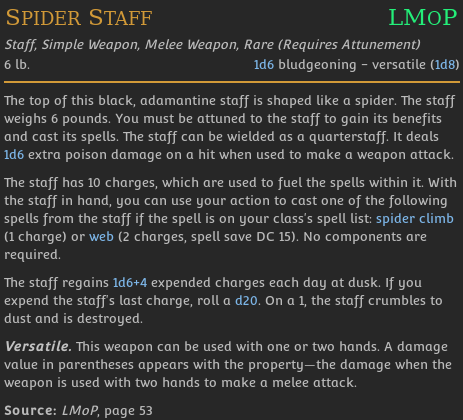 Spider Staff LMoP
Staff, Simple Weapon, Melee Weapon, Rare (Requires Attunement)
6 lb. 1d6 bludgeoning - versatile (1d8)
The top of this black, adamantine staff is shaped like a spider. The staff
weighs 6 pounds. You must be attuned to the staff to gain its benefits
and cast its spells. The staff can be wielded as a quarterstaff. It deals
1d6 extra poison damage on a hit when used to make a weapon attack.
The staff has 10 charges, which are used to fuel the spells within it. With
the staff in hand, you can use your action to cast one of the following
spells from the staff if the spell is on your class's spell list: spider climb
(1 charge) or web (2 charges, spell save DC 15). No components are
required.
The staff regains 1d6+4 expended charges each day at dusk. If you
expend the staff's last charge, roll a d20. On a 1, the staff crumbles to
dust and is destroyed.
Versatile. This weapon can be used with one or two hands. A damage
value in parentheses appears with the property—the damage when the
weapon is used with two hands to make a melee attack.
Source: LMoP, page 53